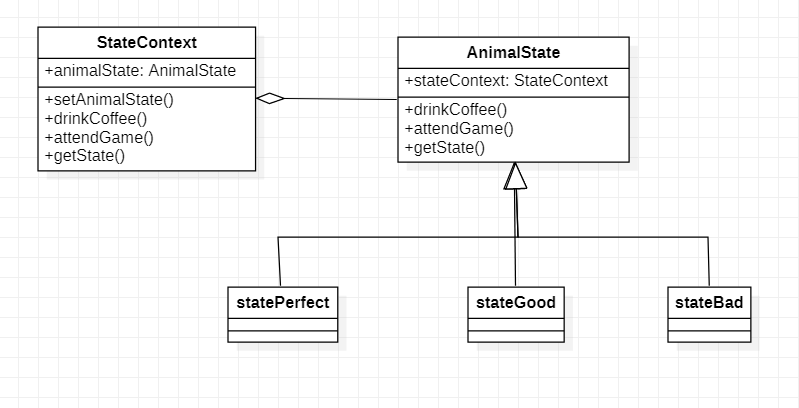 StateContext
+animalState: AnimalState
+setAnimalState()
+drinkCoffee()
+attendGame()
+getState()
AnimalState
+stateContext: StateContext
+drinkCoffee()
+attendGame()
+getState()
statePerfect
stateGood
stateBad